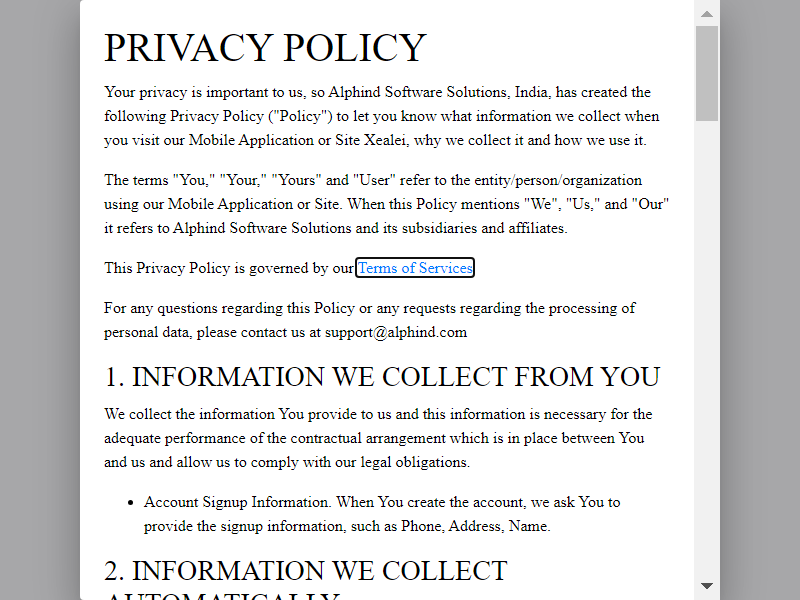 PRIVACY POLICY
Your privacy is important to us, so Alphind Software Solutions, India, has created the
following Privacy Policy ("Policy") to let you know what information we collect when
you visit our Mobile Application or Site Xealei, why we collect it and how we use it.
The terms "You," "Your," "Yours" and "User" refer to the entity/person/organization
using our Mobile Application or Site. When this Policy mentions "We", "Us," and "Our"
it refers to Alphind Software Solutions and its subsidiaries and affiliates.
This Privacy Policy is governed by our Terms of Services
For any questions regarding this Policy or any requests regarding the processing of
personal data, please contact us at support@alphind.com
1. INFORMATION WE COLLECT FROM YOU
We collect the information You provide to us and this information is necessary for the
adequate performance of the contractual arrangement which is in place between You
and us and allow us to comply with our legal obligations.
• Account Signup Information. When You create the account, we ask You to
provide the signup information, such as Phone, Address, Name.
2. INFORMATION WE COLLECT
AUTOMATICALLY